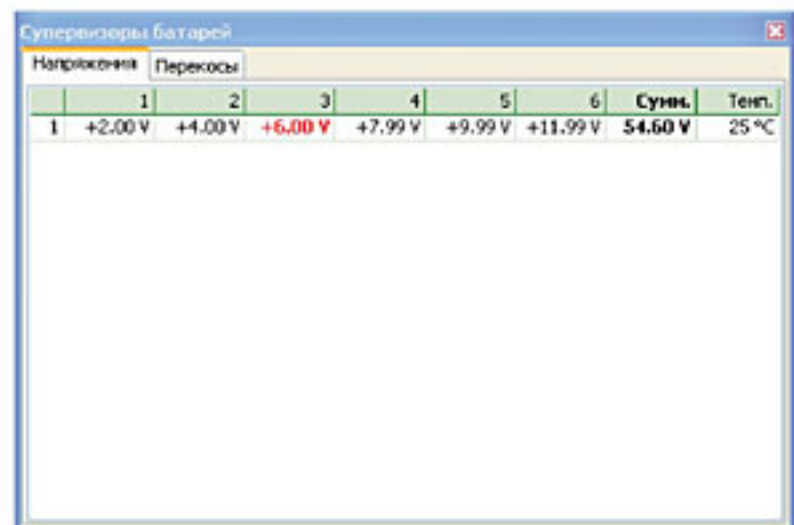 Супервизоры батарей
Напряжения Перекосы
1 2 3 4 5 6 Сумм. Темп.
1 +2.00 V +4.00 V +6.00 V +7.99 V +9.99 V +11.99 V 54.60 V 25 °C